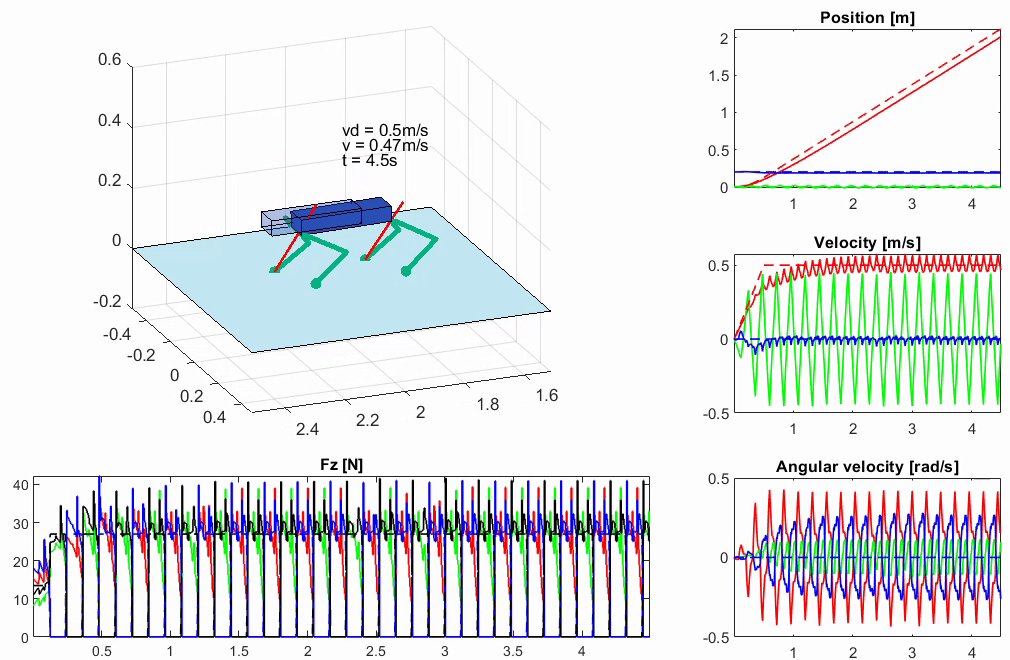 0.6
0.4
0.2
0
-0.2
vd = 0.5m/s
v = 0.47m/s
t = 4.5s
-0.4
-0.2
0
0.2
0.4
2.4
2.2
2
1.8
1.6
Position [m]
2
1.5
1
0.5
0
1 2 3 4
Velocity [m/s]
0.5
0
-0.5
1 2 3 4
Fz [N]
40
30
20
10
0
0.5 1 1.5 2 2.5 3 3.5 4
Angular velocity [rad/s]
0.5
0
-0.5
1 2 3 4